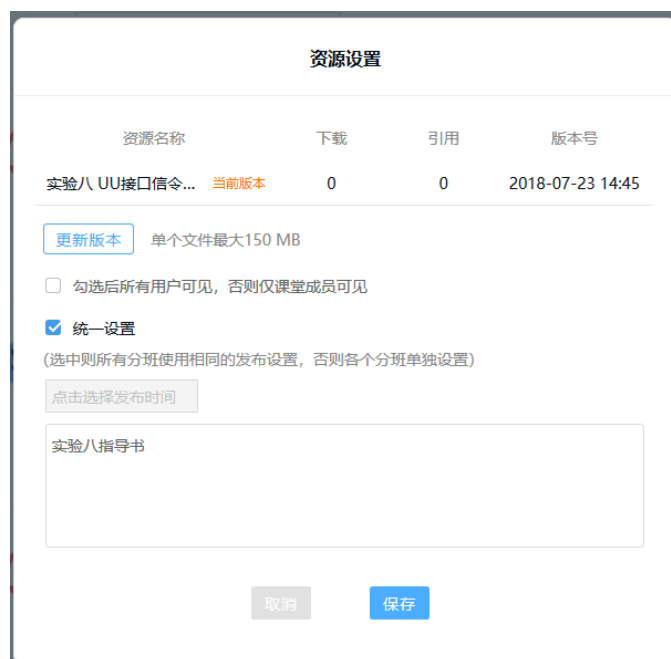 资源设置
资源名称 下载 引用 版本号
实验八 UU接口信令... 当前版本 0 0 2018-07-23 14:45
更新版本 单个文件最大150 MB
勾选后所有用户可见，否则仅课堂成员可见
统一设置
(选中则所有分班使用相同的发布设置，否则各个分班单独设置)
点击选择发布时间
实验八指导书
取消 保存